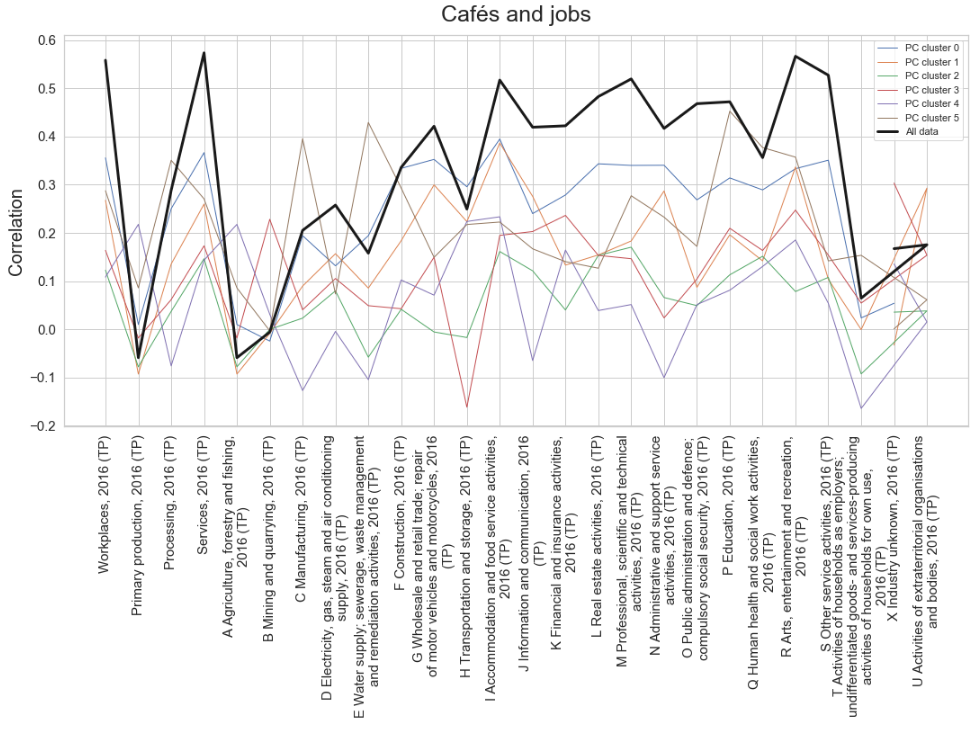 Cafés and jobs
Correlation
0.6
0.5
0.4
0.3
0.2
0.1
0.0
−0.1
−0.2
PC cluster 0
PC cluster 1
PC cluster 2
PC cluster 3
PC cluster 4
PC cluster 5
All data
Workplaces, 2016 (TP)
Primary production, 2016 (TP)
Processing, 2016 (TP)
Services, 2016 (TP)
A Agriculture, forestry and fishing,
2016 (TP)
B Mining and quarrying, 2016 (TP)
C Manufacturing, 2016 (TP)
D Electricity, gas, steam and air conditioning
supply, 2016 (TP)
E Water supply; sewerage, waste management
and remediation activities, 2016 (TP)
F Construction, 2016 (TP)
G Wholesale and retail trade; repair
of motor vehicles and motorcycles, 2016
(TP)
H Transportation and storage, 2016 (TP)
I Accommodation and food service activities,
2016 (TP)
J Information and communication, 2016
(TP)
K Financial and insurance activities,
2016 (TP)
L Real estate activities, 2016 (TP)
M Professional, scientific and technical
activities, 2016 (TP)
N Administrative and support service
activities, 2016 (TP)
O Public administration and defence;
compulsory social security, 2016 (TP)
P Education, 2016 (TP)
Q Human health and social work activities,
2016 (TP)
R Arts, entertainment and recreation,
2016 (TP)
S Other service activities, 2016 (TP)
T Activities of households as employers;
undifferentiated goods- and services-producing
activities of households for own use,
2016 (TP)
X Industry unknown, 2016 (TP)
U Activities of extraterritorial organisations
and bodies, 2016 (TP)